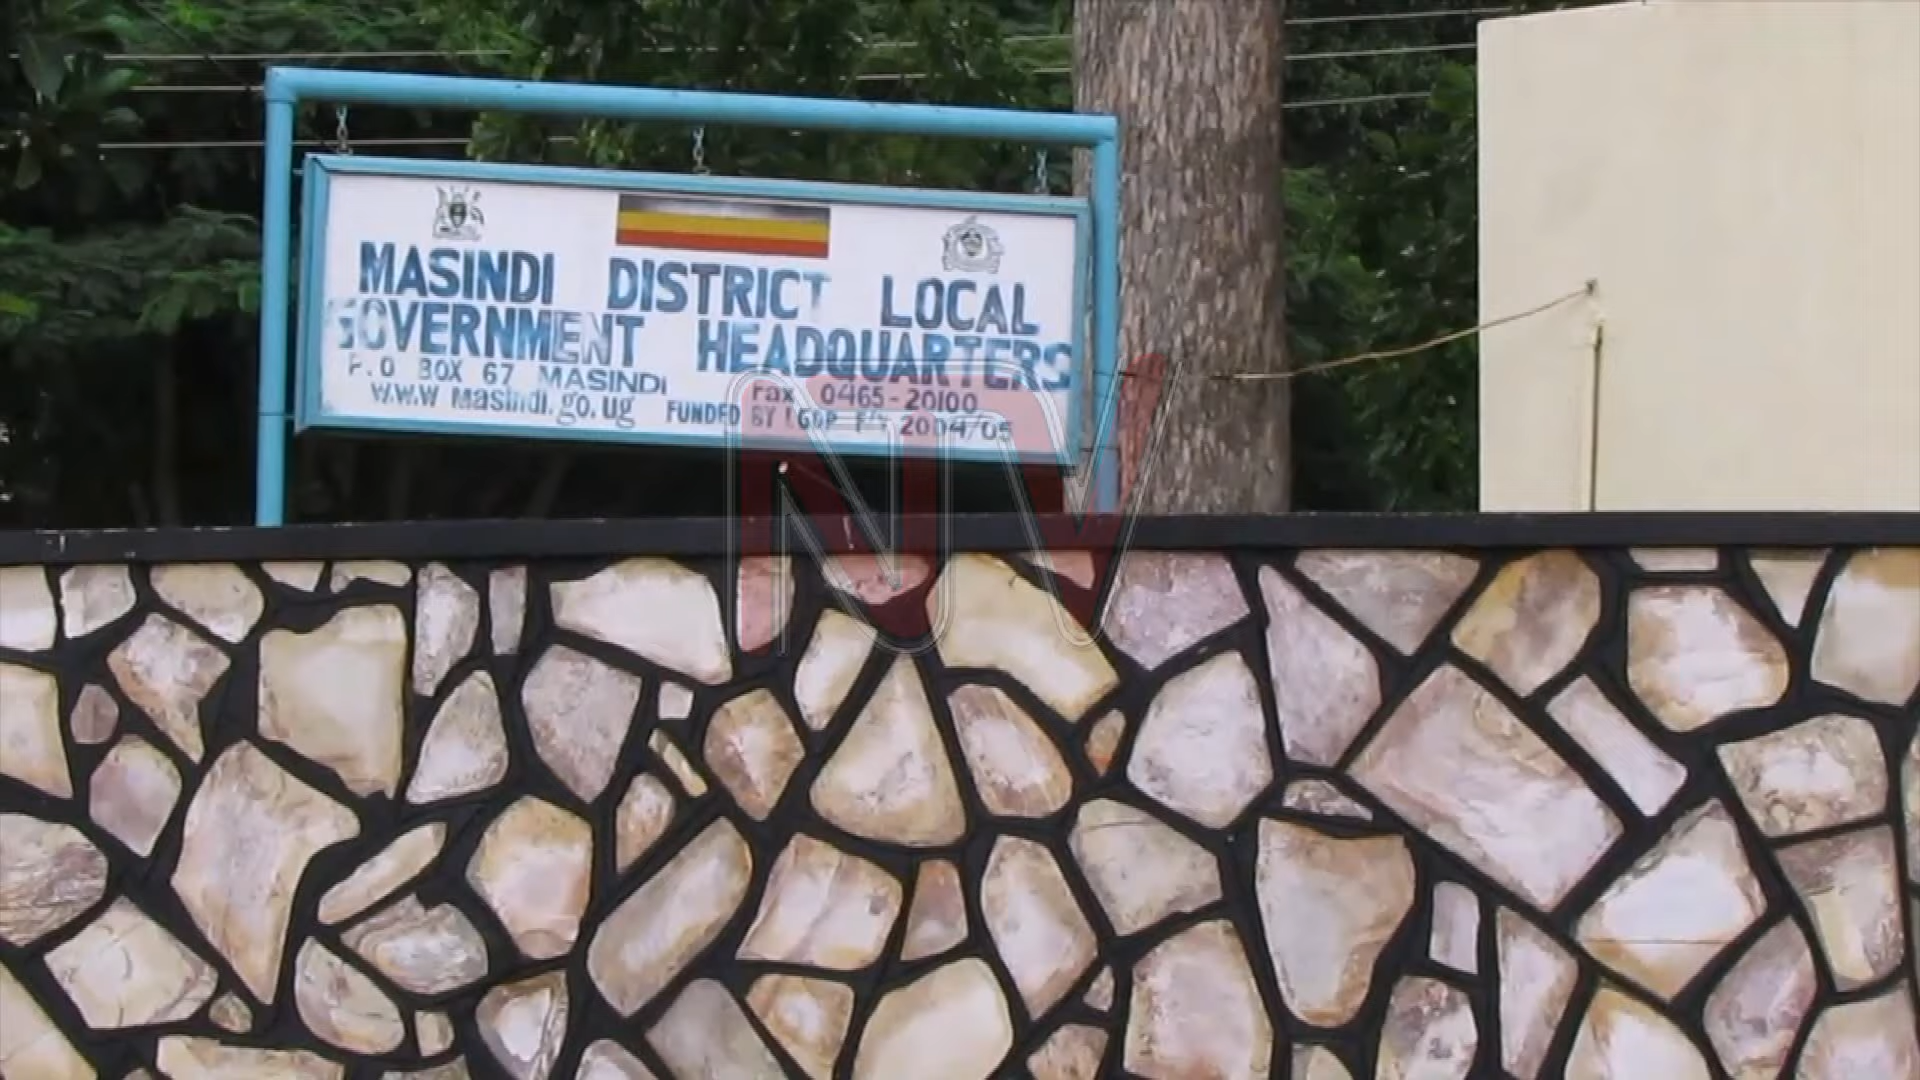 MASINDI DISTRICT LOCAL
GOVERNMENT HEADQUARTERS
P.O BOX 67 MASINDI Fax 0465-20100
www masindi.go.ug FUNDED BY LGDP F/Y 2004/05
NTV